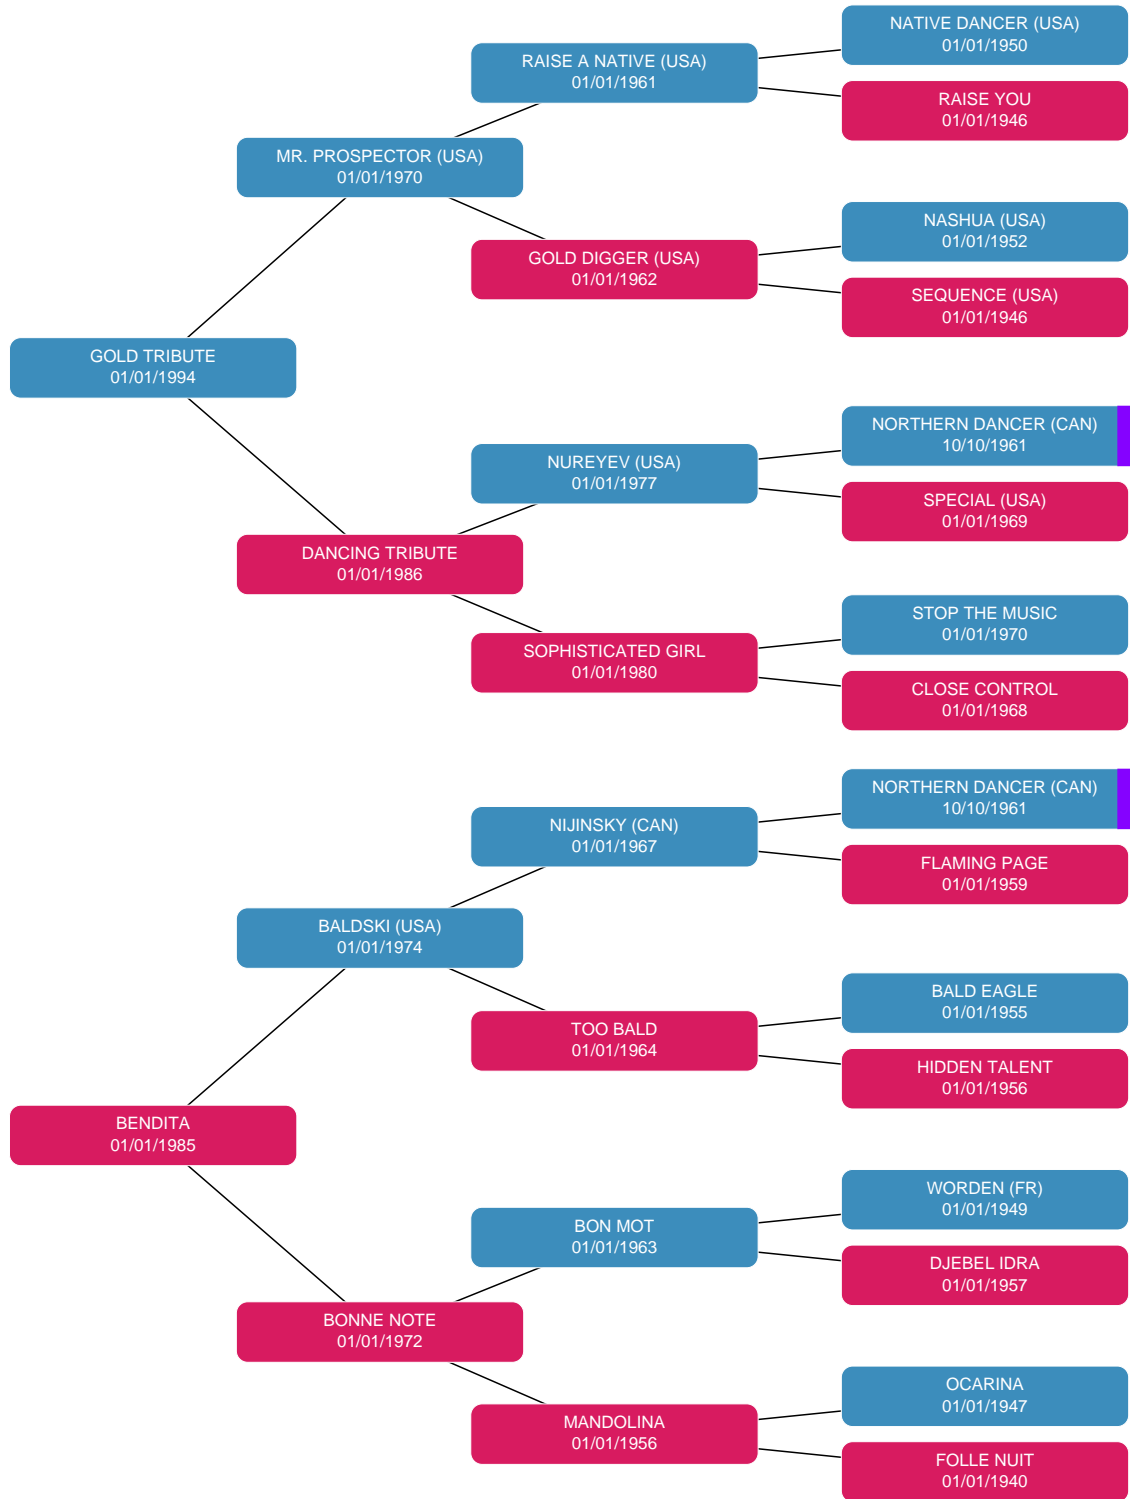 NATIVE DANCER (USA)
01/01/1950
RAISE A NATIVE (USA)
01/01/1961
RAISE YOU
01/01/1946
MR. PROSPECTOR (USA)
01/01/1970
NASHUA (USA)
01/01/1952
GOLD DIGGER (USA)
01/01/1962
SEQUENCE (USA)
01/01/1946
GOLD TRIBUTE
01/01/1994
NORTHERN DANCER (CAN)
10/10/1961
NUREYEV (USA)
01/01/1977
SPECIAL (USA)
01/01/1969
DANCING TRIBUTE
01/01/1986
STOP THE MUSIC
01/01/1970
SOPHISTICATED GIRL
01/01/1980
CLOSE CONTROL
01/01/1968
NORTHERN DANCER (CAN)
10/10/1961
NIJINSKY (CAN)
01/01/1967
FLAMING PAGE
01/01/1959
BALDSKI (USA)
01/01/1974
BALD EAGLE
01/01/1955
TOO BALD
01/01/1964
HIDDEN TALENT
01/01/1956
BENDITA
01/01/1985
WORDEN (FR)
01/01/1949
BON MOT
01/01/1963
DJEBEL IDRA
01/01/1957
BONNE NOTE
01/01/1972
OCARINA
01/01/1947
MANDOLINA
01/01/1956
FOLLE NUIT
01/01/1940